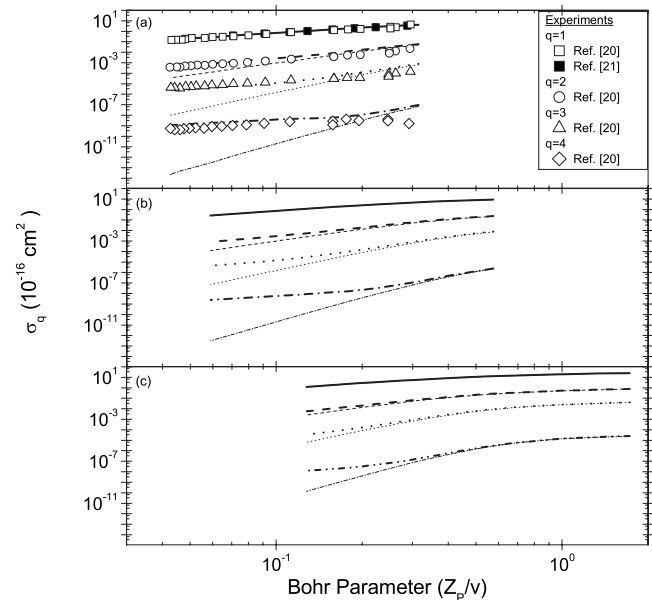 (a)
10^1
10^-3
10^-7
10^-11
Experiments
q=1
Ref. [20]
Ref. [21]
q=2
Ref. [20]
q=3
Ref. [20]
q=4
Ref. [20]
(b)
10^1
10^-3
10^-7
10^-11
σ_q (10^-16 cm^2)
(c)
10^1
10^-3
10^-7
10^-11
10^-1
10^0
Bohr Parameter (Z_P/v)